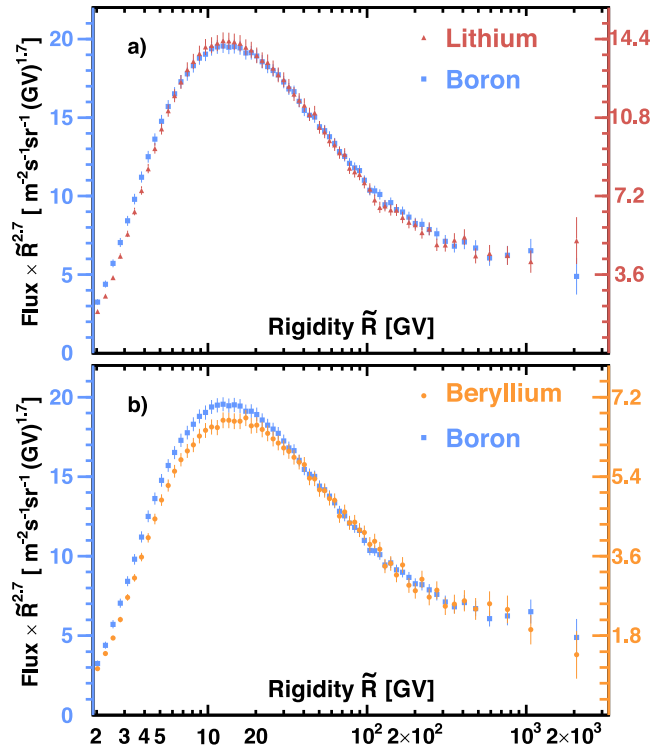 a)
Lithium
Boron
Flux × R̃^2.7 [ m^-2s^-1sr^-1 (GV)^1.7 ]
20
15
10
5
0
14.4
10.8
7.2
3.6
Rigidity R̃ [GV]
b)
Beryllium
Boron
Flux × R̃^2.7 [ m^-2s^-1sr^-1 (GV)^1.7 ]
20
15
10
5
0
7.2
5.4
3.6
1.8
Rigidity R̃ [GV]
2 3 4 5 10 20 10^2 2×10^2 10^3 2×10^3